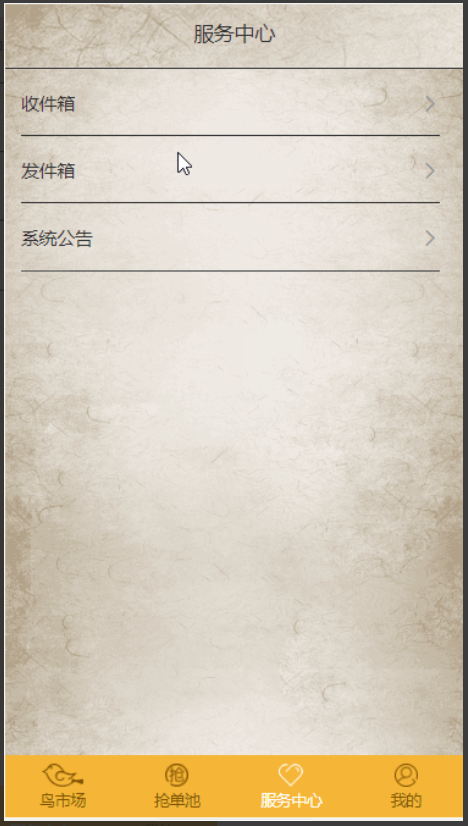 服务中心
收件箱
发件箱
系统公告
抢
鸟市场 抢单池 服务中心 我的